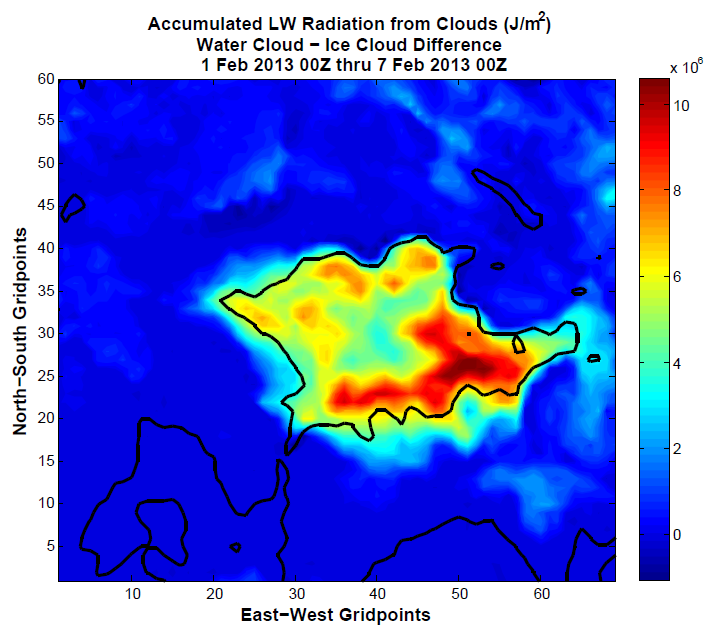 Accumulated LW Radiation from Clouds (J/m²)
Water Cloud − Ice Cloud Difference
1 Feb 2013 00Z thru 7 Feb 2013 00Z
x 10⁶
60
55
50
45
40
35
30
25
20
15
10
5
North−South Gridpoints
10 20 30 40 50 60
East−West Gridpoints
10
8
6
4
2
0